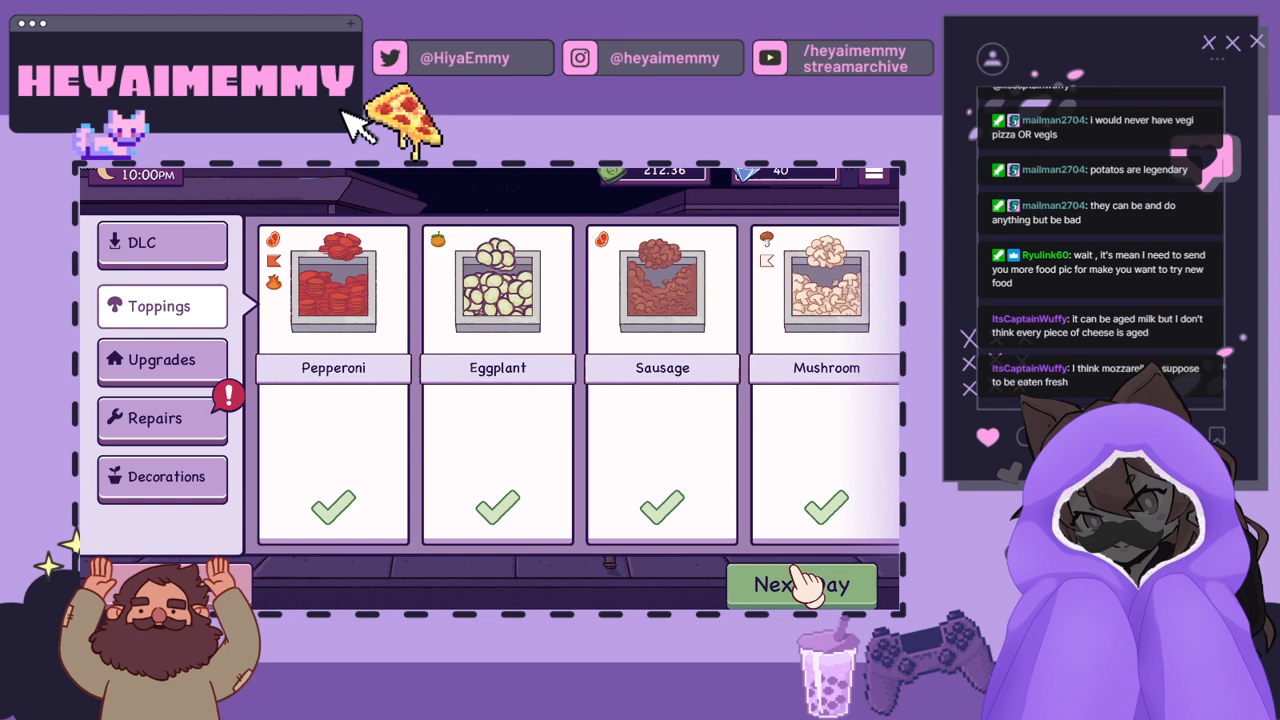 HEYAIMEMMY
@HiyaEmmy
@heyaimemmy
/heyaimemmy
streamarchive
10:00PM
212.36
40
DLC
Toppings
Upgrades
Repairs
!
Decorations
Pepperoni
Eggplant
Sausage
Mushroom
mailman2704: i would never have vegi
pizza OR vegis
mailman2704: potatos are legendary
mailman2704: they can be and do
anything but be bad
Ryulink60: wait , it's mean I need to send
you more food pic for make you want to try new
food
ItsCaptainWuffy: it can be aged milk but I don't
think every piece of cheese is aged
ItsCaptainWuffy: I think suppose
to be eaten fresh